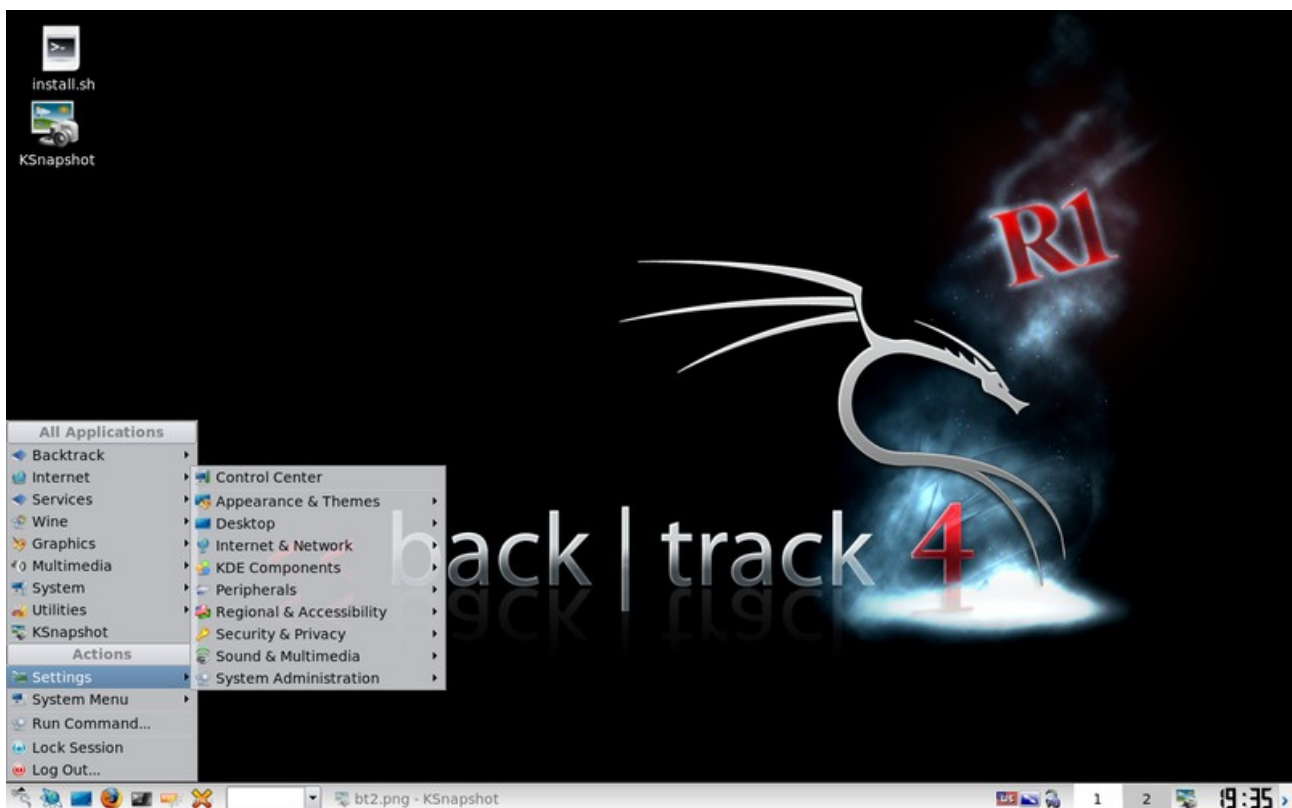 install.sh
KSnapshot
R1
back | track 4
All Applications
Backtrack
Internet
Services
Wine
Graphics
Multimedia
System
Utilities
KSnapshot
Actions
Settings
System Menu
Run Command...
Lock Session
Log Out...
Control Center
Appearance & Themes
Desktop
Internet & Network
KDE Components
Peripherals
Regional & Accessibility
Security & Privacy
Sound & Multimedia
System Administration
bt2.png - KSnapshot
US
1
2
19:35